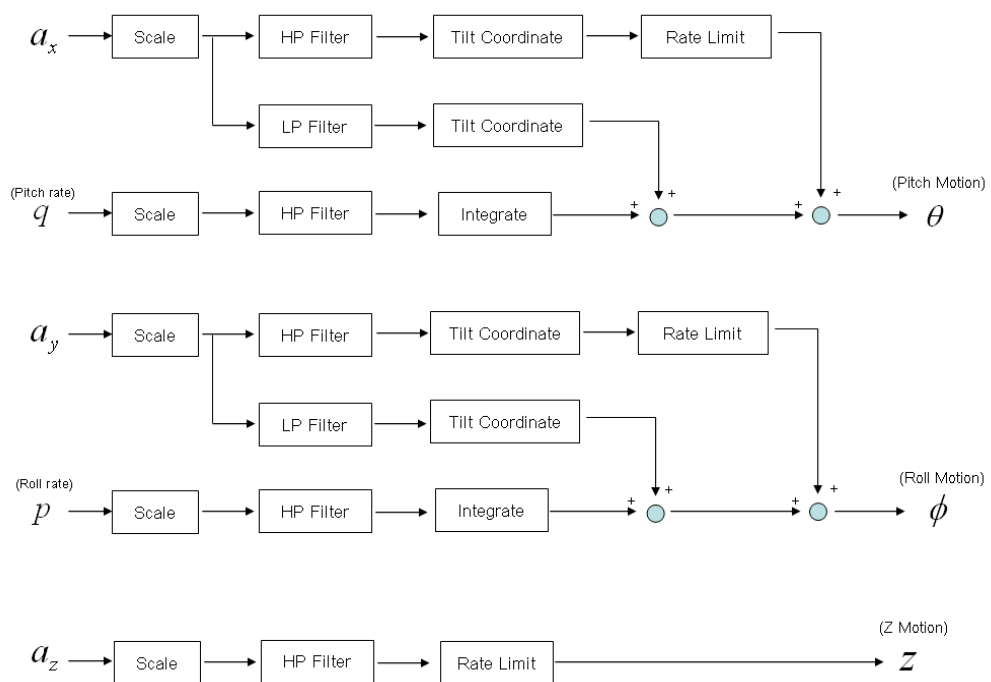 a_x Scale HP Filter Tilt Coordinate Rate Limit
LP Filter Tilt Coordinate
(Pitch rate) + + (Pitch Motion)
q Scale HP Filter Integrate + + θ
a_y Scale HP Filter Tilt Coordinate Rate Limit
LP Filter Tilt Coordinate
(Roll rate) + + (Roll Motion)
p Scale HP Filter Integrate + + ϕ
(Z Motion)
a_z Scale HP Filter Rate Limit z